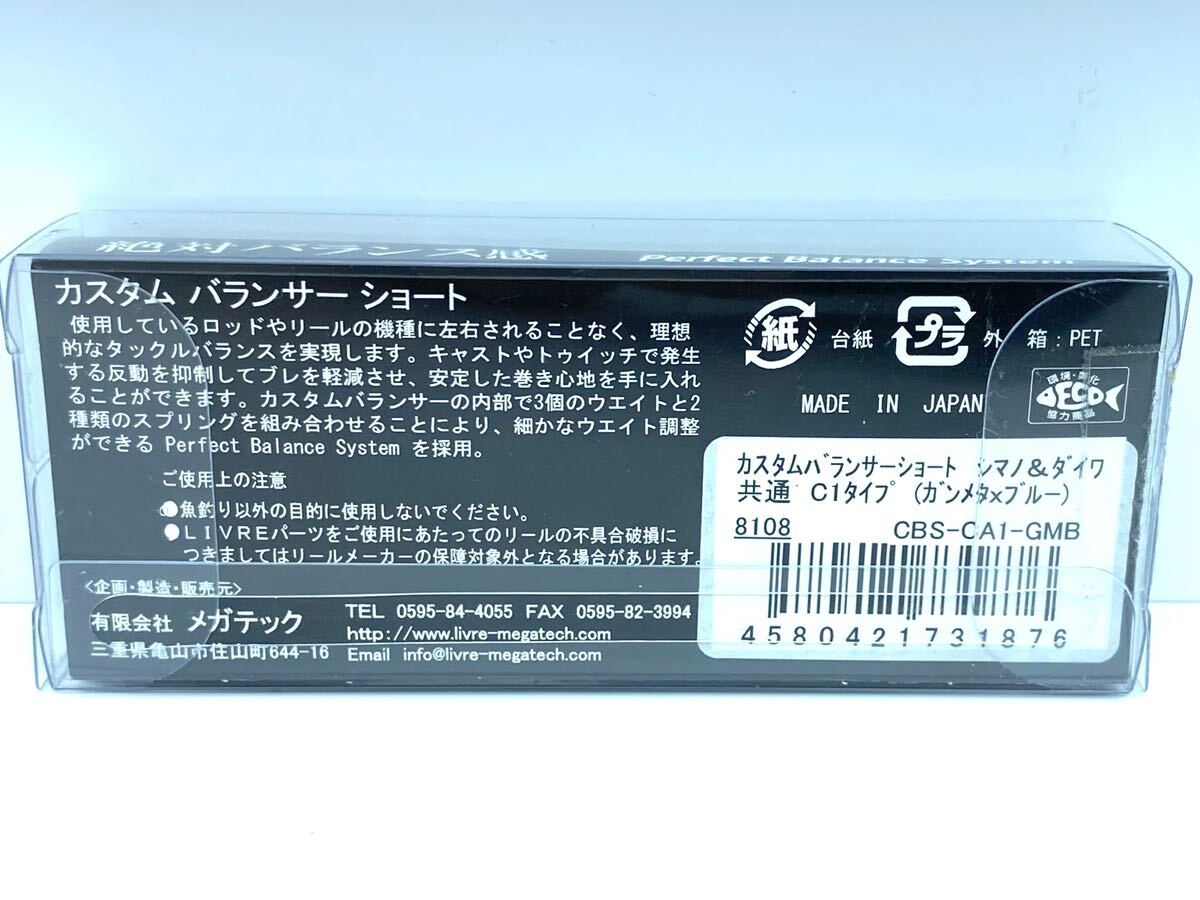 絶対バランス感 Perfect Balance System
カスタム バランサー ショート
使用しているロッドやリールの機種に左右されることなく、理想
的なタックルバランスを実現します。キャストやトゥイッチで発生
する反動を抑制してブレを軽減させ、安定した巻き心地を手に入れ
ることができます。カスタムバランサーの内部で3個のウエイトと2
種類のスプリングを組み合わせることにより、細かなウエイト調整
ができる Perfect Balance System を採用。
ご使用上の注意
●魚釣り以外の目的に使用しないでください。
●LIVREパーツをご使用にあたってのリールの不具合破損に
つきましてはリールメーカーの保障対象外となる場合があります。
<企画・製造・販売元>
有限会社 メガテック
三重県亀山市住山町644-16
TEL 0595-84-4055 FAX 0595-82-3994
http://www.livre-megatech.com
Email info@livre-megatech.com
紙 台紙 プラ 外 箱：PET
MADE IN JAPAN
環境・美化
ECO
協力商品
カスタムバランサーショート シマノ＆ダイワ
共通 C1タイプ (ガンメタxブルー)
8108 CBS-CA1-GMB
4580421731876